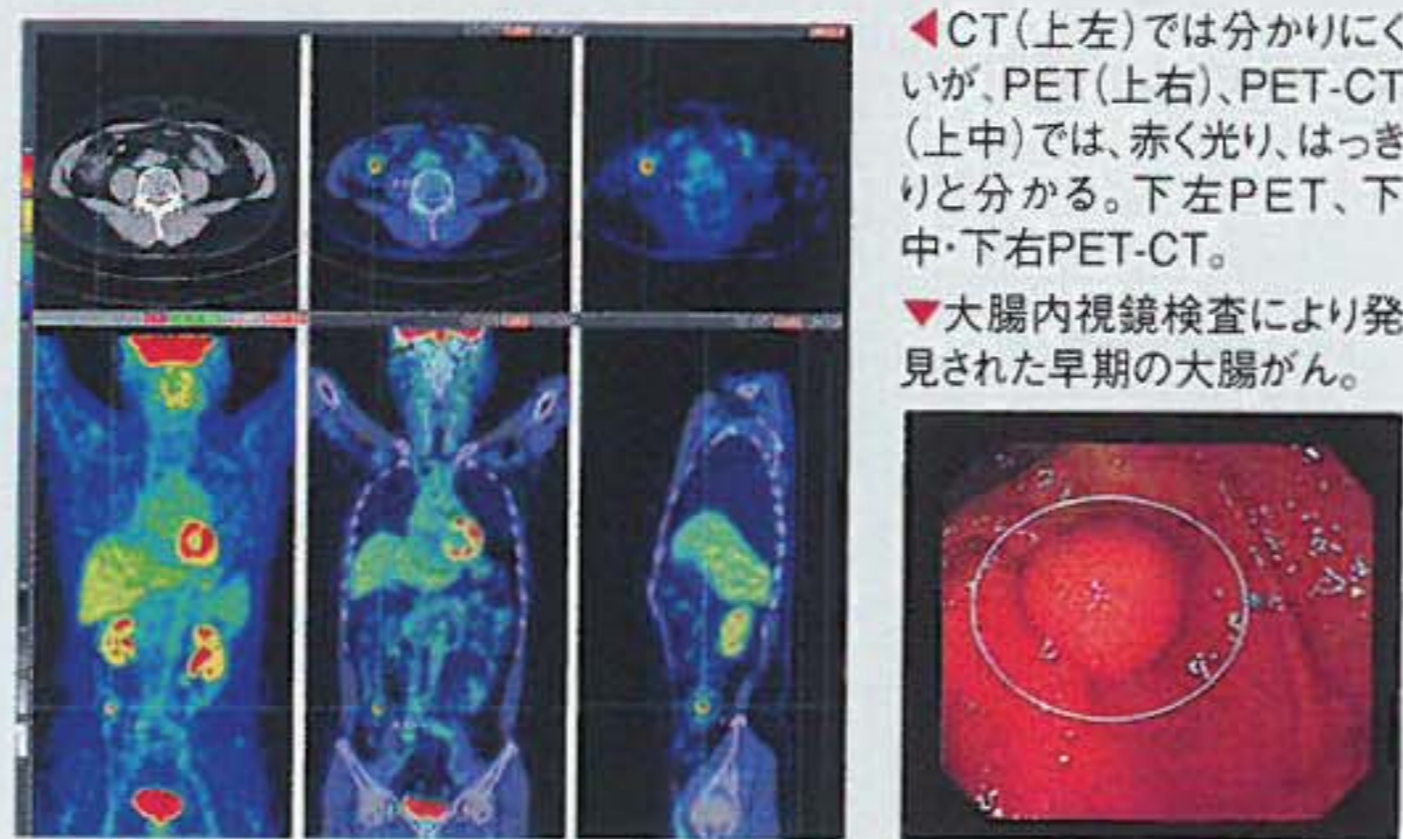 ◀CT(上左)では分かりにく
いが、PET(上右)、PET-CT
(上中)では、赤く光り、はっき
りと分かる。下左PET、下
中・下右PET-CT。
▼大腸内視鏡検査により発
見された早期の大腸がん。